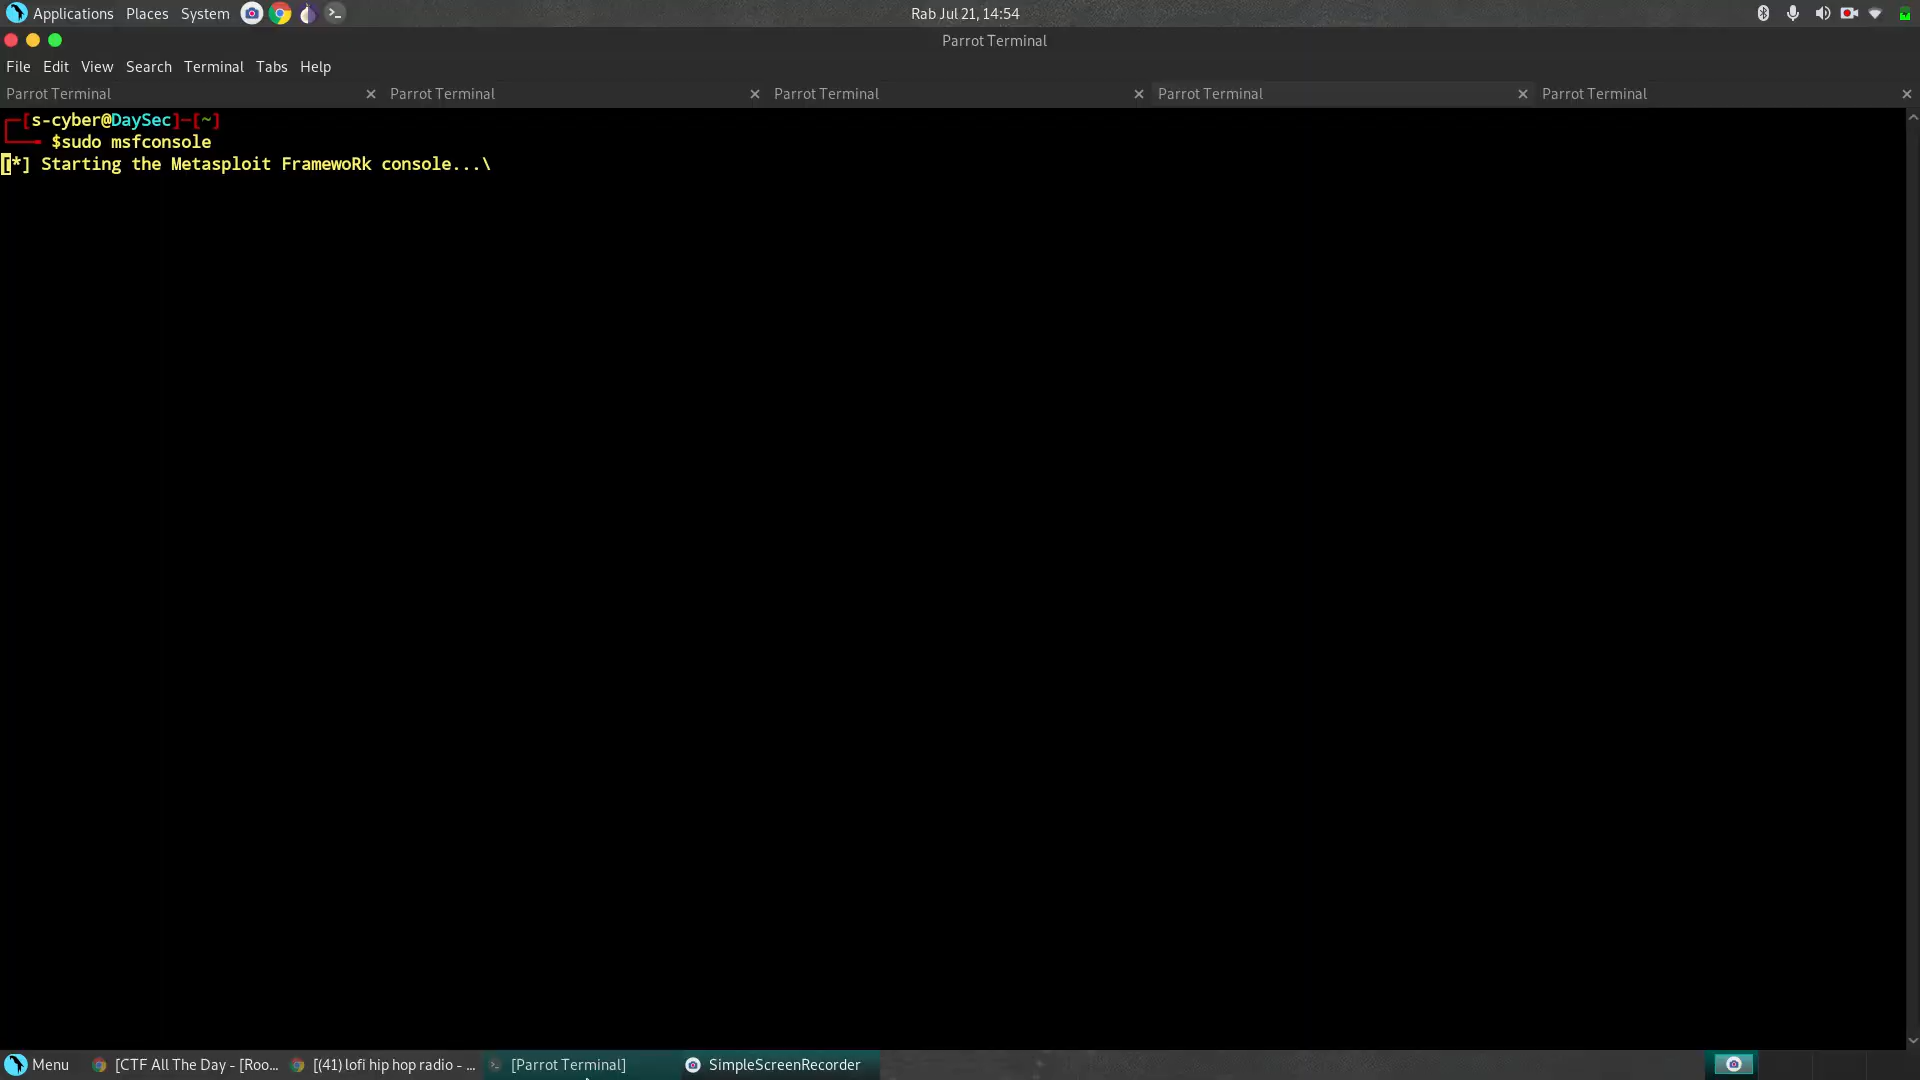 Applications Places System Rab Jul 21, 14:54
Parrot Terminal
File Edit View Search Terminal Tabs Help
Parrot Terminal Parrot Terminal Parrot Terminal Parrot Terminal Parrot Terminal
[s-cyber@DaySec]-[~]
$sudo msfconsole
[*] Starting the Metasploit FramewoRk console...\
Menu [CTF All The Day - [Roo... [(41) lofi hip hop radio - ... [Parrot Terminal] SimpleScreenRecorder